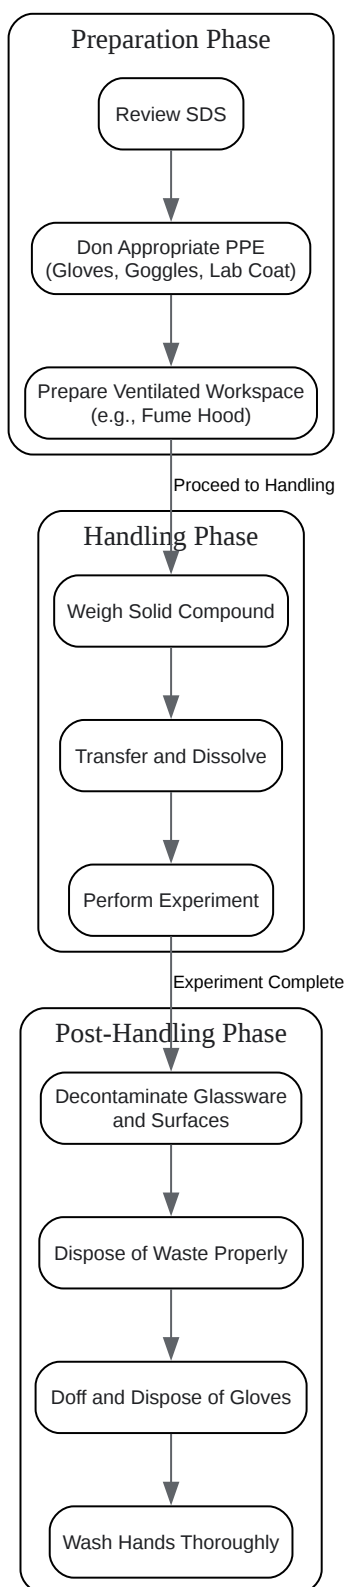 Preparation Phase
Review SDS
Don Appropriate PPE
(Gloves, Goggles, Lab Coat)
Prepare Ventilated Workspace
(e.g., Fume Hood)
Proceed to Handling
Handling Phase
Weigh Solid Compound
Transfer and Dissolve
Perform Experiment
Experiment Complete
Post-Handling Phase
Decontaminate Glassware
and Surfaces
Dispose of Waste Properly
Doff and Dispose of Gloves
Wash Hands Thoroughly